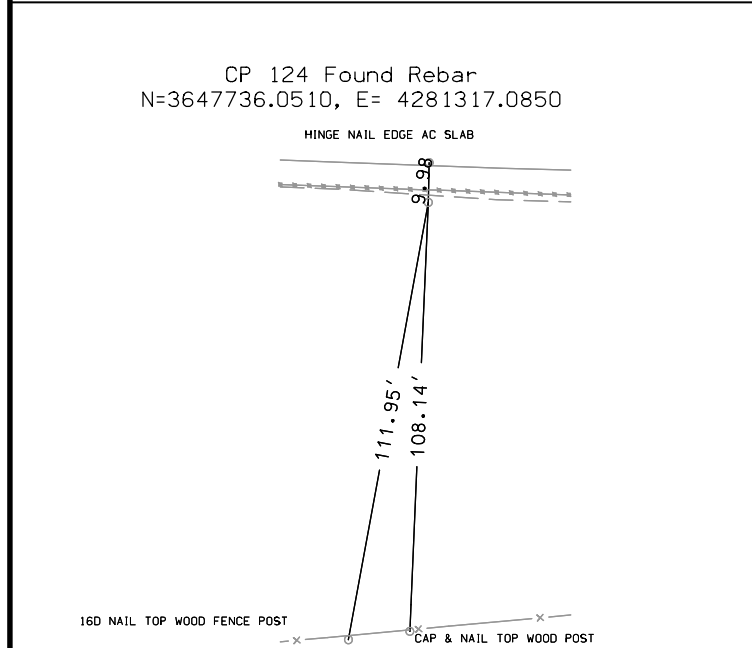 CP 124 Found Rebar
N=3647736.0510, E= 4281317.0850
HINGE NAIL EDGE AC SLAB
9.98
111.95'
108.14'
16D NAIL TOP WOOD FENCE POST
CAP & NAIL TOP WOOD POST